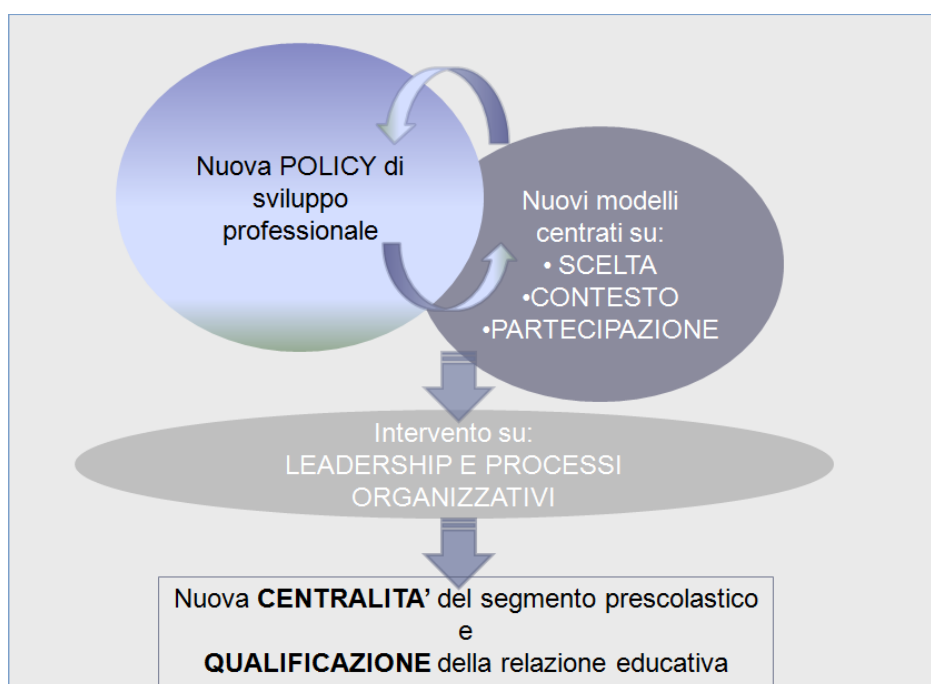 Nuova POLICY di
sviluppo
professionale
Nuovi modelli
centrati su:
• SCELTA
•CONTESTO
•PARTECIPAZIONE
Intervento su:
LEADERSHIP E PROCESSI
ORGANIZZATIVI
Nuova CENTRALITA’ del segmento prescolastico
e
QUALIFICAZIONE della relazione educativa